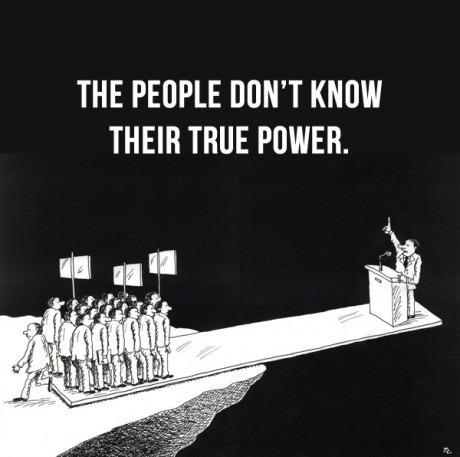 THE PEOPLE DON'T KNOW
THEIR TRUE POWER.